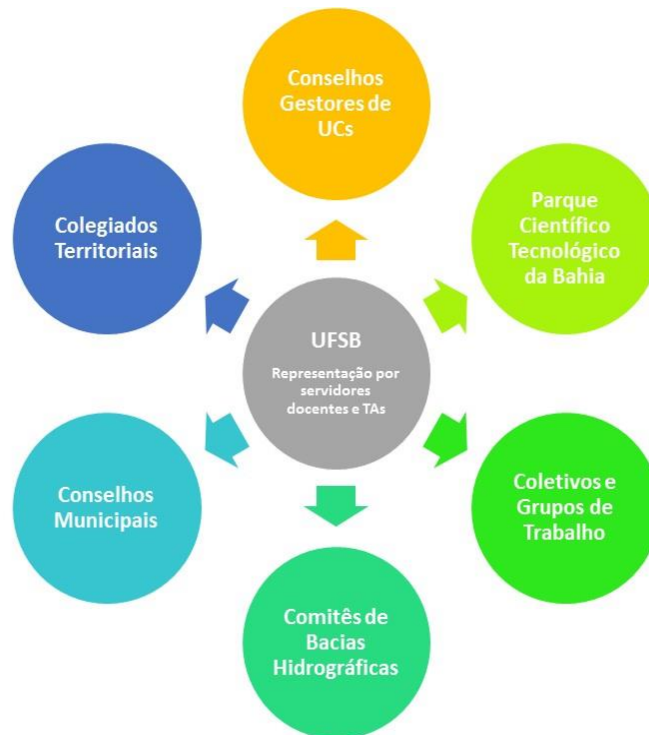 Conselhos
Gestores de
UCs
Parque
Científico
Tecnológico
da Bahia
Coletivos e
Grupos de
Trabalho
Comitês de
Bacias
Hidrográficas
Conselhos
Municipais
Colegiados
Territoriais
UFSB
Representação por
servidores
docentes e TAs